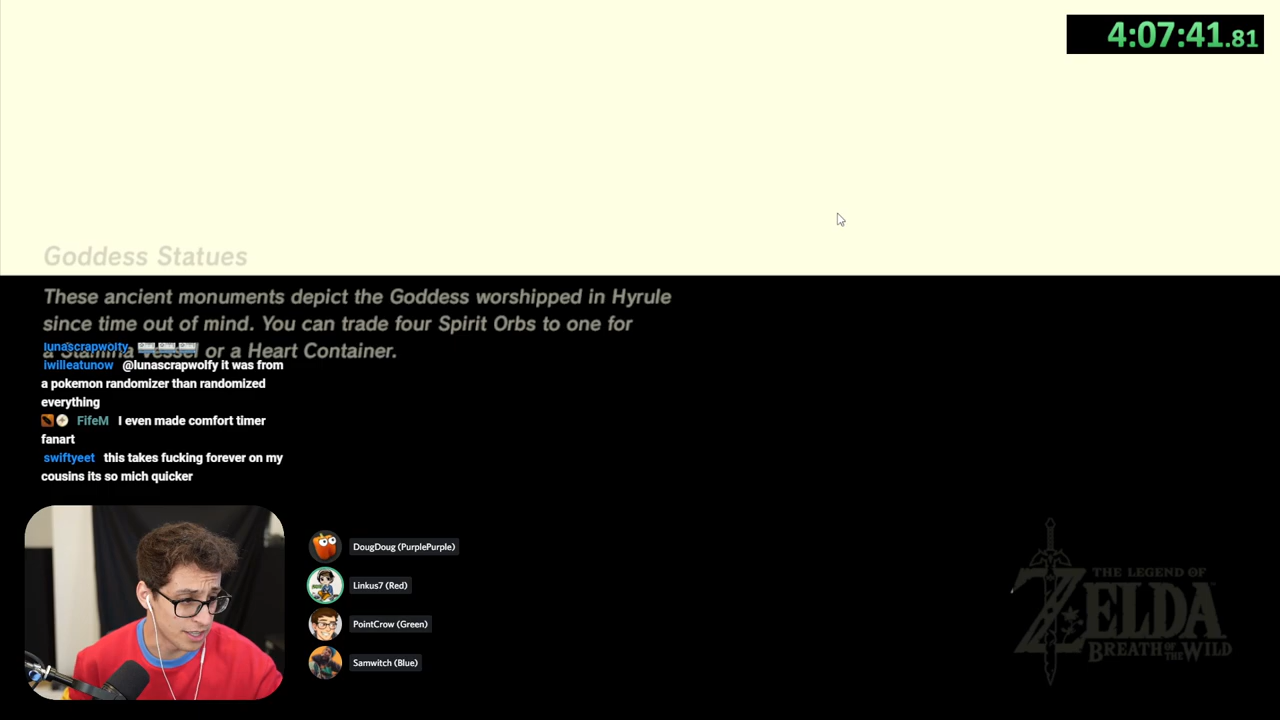 4:07:41.81
Goddess Statues
These ancient monuments depict the Goddess worshipped in Hyrule
since time out of mind. You can trade four Spirit Orbs to one for
a Stamina Vessel or a Heart Container.
lunascrapwolfy
iwilleatunow @lunascrapwolfy it was from
a pokemon randomizer than randomized
everything
FifeM I even made comfort timer
fanart
swiftyeet this takes fucking forever on my
cousins its so mich quicker
DougDoug (PurplePurple)
Linkus7 (Red)
PointCrow (Green)
Samwitch (Blue)
THE LEGEND OF
ZELDA
BREATH OF THE WILD